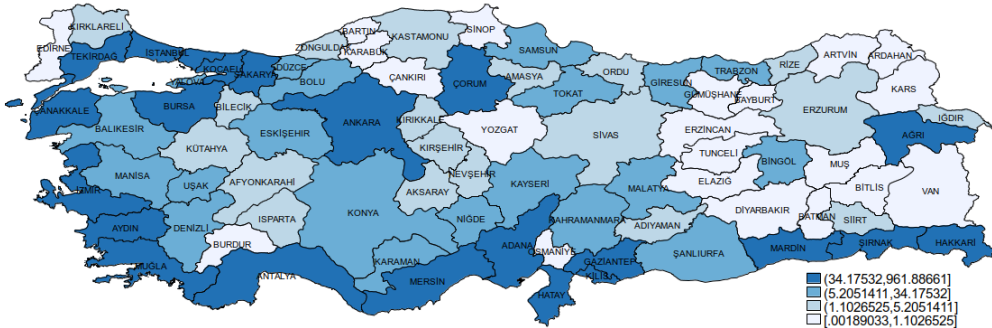 KIRKLARELİ
EDİRNE
TEKİRDAĞ
İSTANBUL
KOCAELİ
YALOVA
SAKARYA
DÜZCE
ZONGULDA
BARTIN
KARABÜK
KASTAMONU
SİNOP
SAMSUN
ÇANKIRI
ÇORUM
AMASYA
ORDU
GİRESUN
TRABZON
RİZE
ARTVİN
ARDAHAN
KARS
ÇANAKKALE
BURSA
BİLECİK
BOLU
ANKARA
KIRIKKALE
TOKAT
GÜMÜŞHANE
BAYBURT
ERZURUM
IĞDIR
AĞRI
BALIKESİR
KÜTAHYA
ESKİŞEHİR
YOZGAT
SİVAS
ERZİNCAN
TUNCELİ
BİNGÖL
MUŞ
MANİSA
UŞAK
AFYONKARAHİ
KIRŞEHİR
NEVŞEHİR
AKSARAY
KAYSERİ
MALATYA
ELAZIĞ
BİTLİS
VAN
İZMİR
AYDIN
DENİZLİ
ISPARTA
BURDUR
KONYA
NİĞDE
KAHRAMANMARA
ADIYAMAN
DİYARBAKIR
BATMAN
SİİRT
MUĞLA
ANTALYA
KARAMAN
MERSİN
ADANA
OSMANİYE
GAZİANTEP
KİLİS
HATAY
ŞANLIURFA
MARDİN
ŞIRNAK
HAKKARİ
(34.17532,961.88661]
(5.2051411,34.17532]
(1.1026525,5.2051411]
[.00189033,1.1026525]